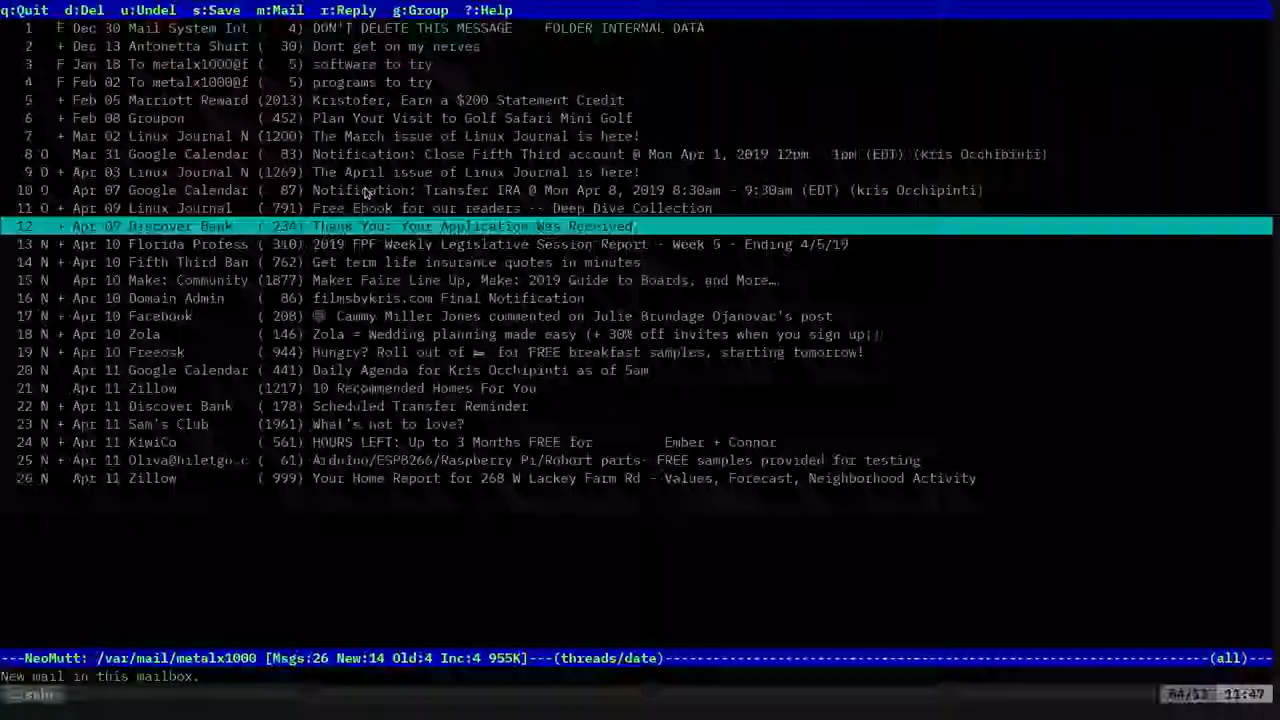 q:Quit  d:Del  u:Undel  s:Save  m:Mail  r:Reply  g:Group  ?:Help
1     F Dec 30 Mail System Int (   4) DON'T DELETE THIS MESSAGE    FOLDER INTERNAL DATA
2     + Dec 13 Antonetta Shurt (  30) Dont get on my nerves
3     F Jan 18 To metalx1000@f (   5) software to try
4     F Feb 02 To metalx1000@f (   5) programs to try
5     + Feb 05 Marriott Reward (2013) Kristofer, Earn a $200 Statement Credit
6     + Feb 08 Groupon         ( 452) Plan Your Visit to Golf Safari Mini Golf
7     + Mar 02 Linux Journal N (1200) The March issue of Linux Journal is here!
8 O     Mar 31 Google Calendar (  83) Notification: Close Fifth Third account @ Mon Apr 1, 2019 12pm - 1pm (EDT) (Kris Occhipinti)
9 O   + Apr 03 Linux Journal N (1269) The April issue of Linux Journal is here!
10 O    Apr 07 Google Calendar (  87) Notification: Transfer IRA @ Mon Apr 8, 2019 8:30am - 9:30am (EDT) (kris Occhipinti)
11 O  + Apr 09 Linux Journal   ( 791) Free Ebook for our readers -- Deep Dive Collection
12    + Apr 07 Discover Bank   ( 234) Thank You: Your Application Was Received
13 N  + Apr 10 Florida Profess ( 310) 2019 FPF Weekly Legislative Session Report - Week 5 - Ending 4/5/19
14 N  + Apr 10 Fifth Third Ban ( 762) Get term life insurance quotes in minutes
15 N    Apr 10 Make: Community (1877) Maker Faire Line Up, Make: 2019 Guide to Boards, and More…
16 N  + Apr 10 Domain Admin    (  86) filmsbykris.com Final Notification
17 N  + Apr 10 Facebook        ( 208) Cammy Miller Jones commented on Julie Brundage Ojanovac's post
18 N  + Apr 10 Zola            ( 146) Zola = Wedding planning made easy (+ 30% off invites when you sign up!)
19 N  + Apr 10 Freeosk         ( 944) Hungry? Roll out of 🛏 for FREE breakfast samples, starting tomorrow!
20 N    Apr 11 Google Calendar ( 441) Daily Agenda for Kris Occhipinti as of 5am
21 N    Apr 11 Zillow          (1217) 10 Recommended Homes For You
22 N  + Apr 11 Discover Bank   ( 178) Scheduled Transfer Reminder
23 N  + Apr 11 Sam's Club      (1961) What's not to love?
24 N  + Apr 11 KiwiCo          ( 561) HOURS LEFT: Up to 3 Months FREE for         Ember + Connor
25 N  + Apr 11 Oliva@hiletgo.c (  61) Arduino/ESP8266/Raspberry Pi/Robort parts- FREE samples provided for testing
26 N    Apr 11 Zillow          ( 999) Your Home Report for 268 W Lackey Farm Rd - Values, Forecast, Neighborhood Activity
---NeoMutt: /var/mail/metalx1000 [Msgs:26 New:14 Old:4 Inc:4 955K]---(threads/date)---(all)---
New mail in this mailbox.
11:47